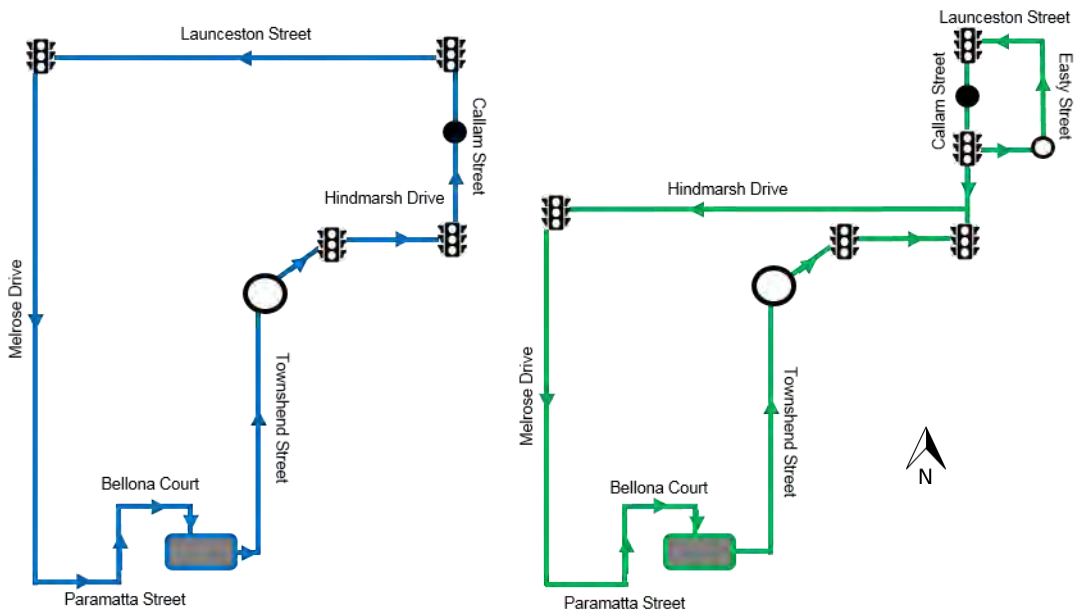 Launceston Street
Callam Street
Hindmarsh Drive
Melrose Drive
Townshend Street
Bellona Court
Paramatta Street
Launceston Street
Easty Street
Callam Street
Hindmarsh Drive
Melrose Drive
Townshend Street
Bellona Court
Paramatta Street
N